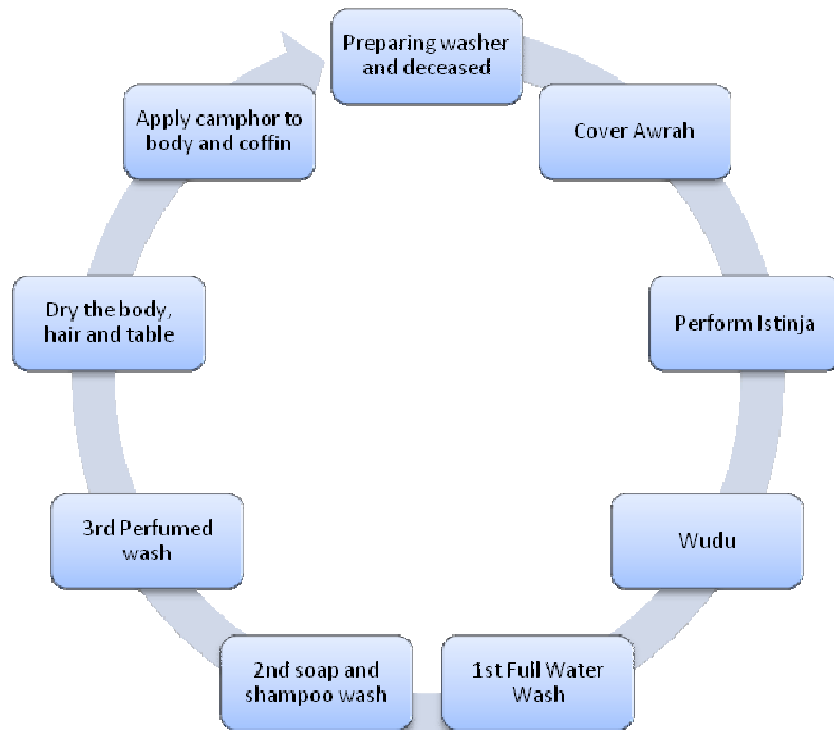 Preparing washer
and deceased
Cover Awrah
Perform Istinja
Wudu
1st Full Water
Wash
2nd soap and
shampoo wash
3rd Perfumed
wash
Dry the body,
hair and table
Apply camphor to
body and coffin